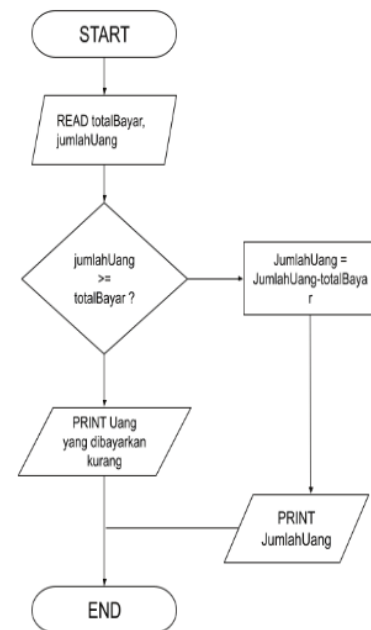 START
READ totalBayar,
jumlahUang
jumlahUang
>=
totalBayar ?
JumlahUang =
JumlahUang-totalBaya
r
PRINT Uang
yang dibayarkan
kurang
PRINT
JumlahUang
END